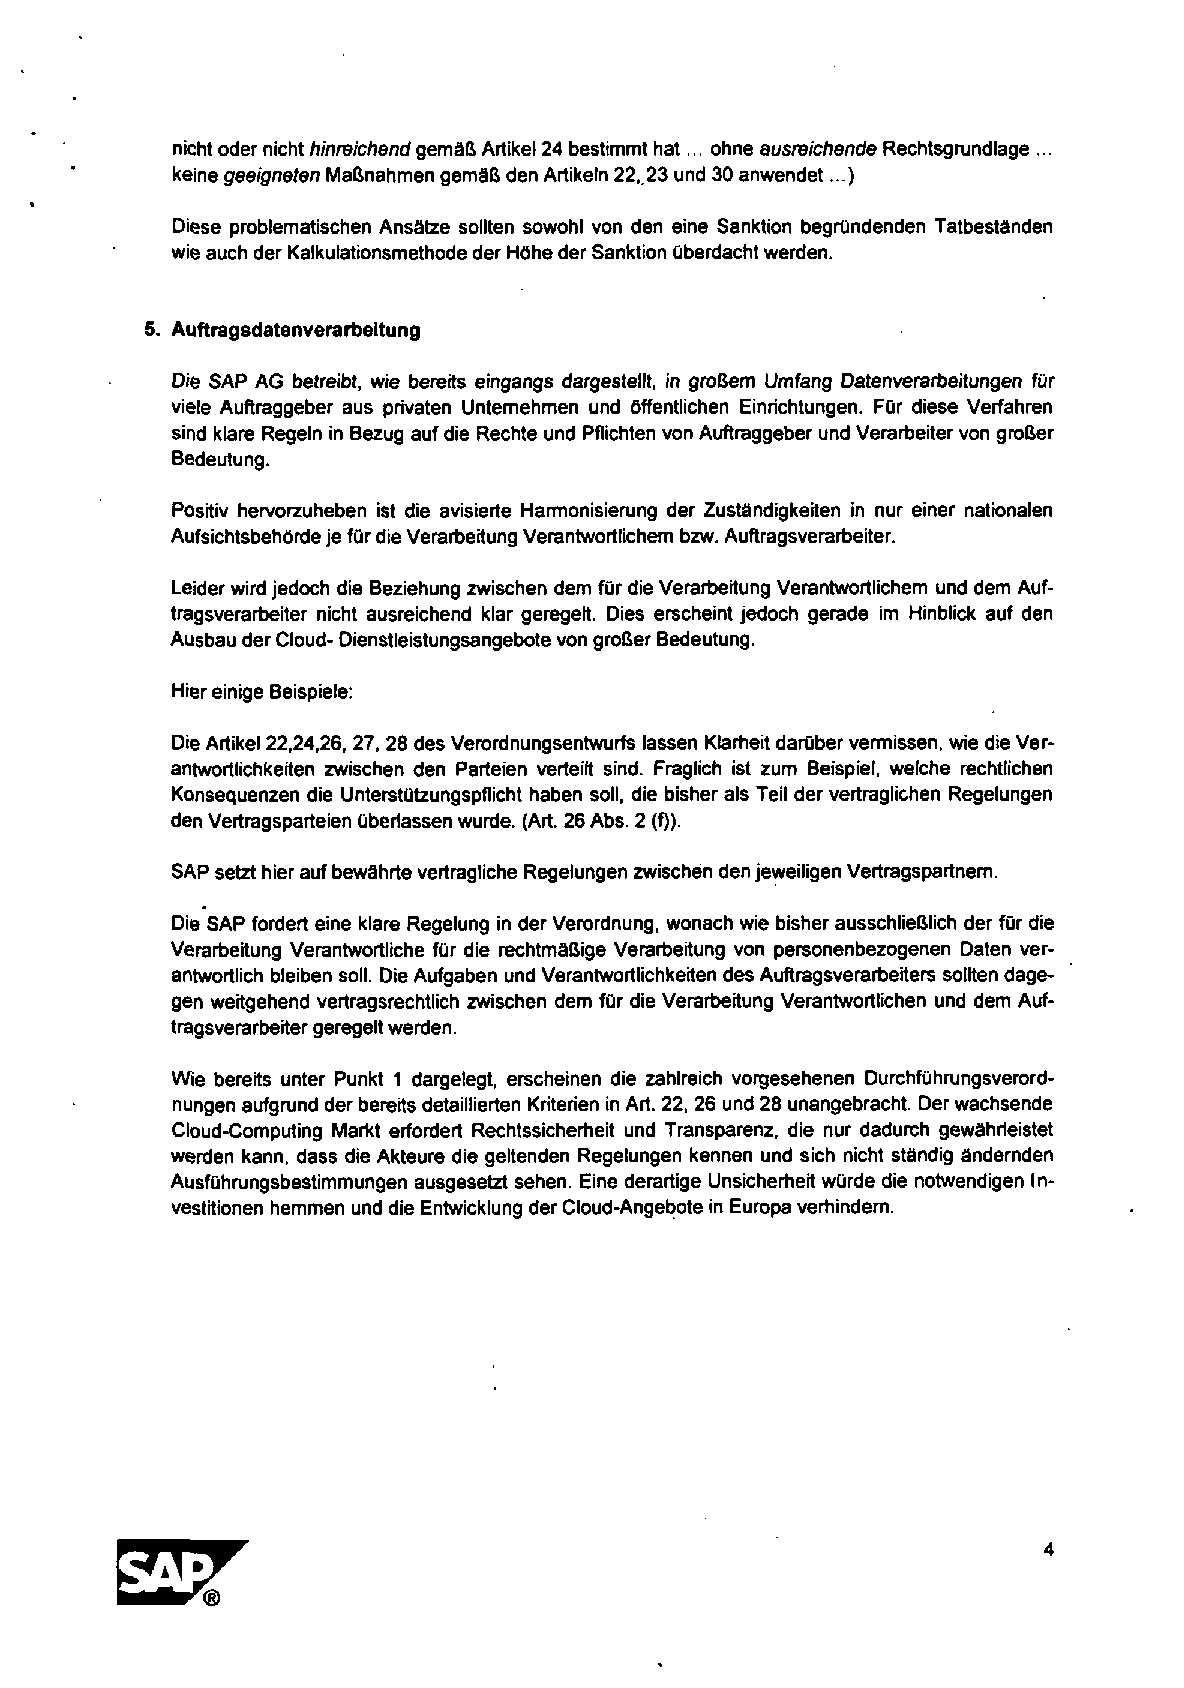 nicht oder nicht hinreichend gemäß Artikel 24 bestimmt hat ... ohne ausreichende Rechtsgrundlage ...
keine geeigneten Maßnahmen gemäß den Artikeln 22, 23 und 30 anwendet ...)
Diese problematischen Ansätze sollten sowohl von den eine Sanktion begründenden Tatbeständen
wie auch der Kalkulationsmethode der Höhe der Sanktion überdacht werden.
5. Auftragsdatenverarbeitung
Die SAP AG betreibt, wie bereits eingangs dargestellt, in großem Umfang Datenverarbeitungen für
viele Auftraggeber aus privaten Unternehmen und öffentlichen Einrichtungen. Für diese Verfahren
sind klare Regeln in Bezug auf die Rechte und Pflichten von Auftraggeber und Verarbeiter von großer
Bedeutung.
Positiv hervorzuheben ist die avisierte Harmonisierung der Zuständigkeiten in nur einer nationalen
Aufsichtsbehörde je für die Verarbeitung Verantwortlichem bzw. Auftragsverarbeiter.
Leider wird jedoch die Beziehung zwischen dem für die Verarbeitung Verantwortlichem und dem Auf-
tragsverarbeiter nicht ausreichend klar geregelt. Dies erscheint jedoch gerade im Hinblick auf den
Ausbau der Cloud- Dienstleistungsangebote von großer Bedeutung.
Hier einige Beispiele:
Die Artikel 22,24,26, 27, 28 des Verordnungsentwurfs lassen Klarheit darüber vermissen, wie die Ver-
antwortlichkeiten zwischen den Parteien verteilt sind. Fraglich ist zum Beispiel, welche rechtlichen
Konsequenzen die Unterstützungspflicht haben soll, die bisher als Teil der vertraglichen Regelungen
den Vertragsparteien überlassen wurde. (Art. 26 Abs. 2 (f)).
SAP setzt hier auf bewährte vertragliche Regelungen zwischen den jeweiligen Vertragspartnern.
Die SAP fordert eine klare Regelung in der Verordnung, wonach wie bisher ausschließlich der für die
Verarbeitung Verantwortliche für die rechtmäßige Verarbeitung von personenbezogenen Daten ver-
antwortlich bleiben soll. Die Aufgaben und Verantwortlichkeiten des Auftragsverarbeiters sollten dage-
gen weitgehend vertragsrechtlich zwischen dem für die Verarbeitung Verantwortlichen und dem Auf-
tragsverarbeiter geregelt werden.
Wie bereits unter Punkt 1 dargelegt, erscheinen die zahlreich vorgesehenen Durchführungsverord-
nungen aufgrund der bereits detaillierten Kriterien in Art. 22, 26 und 28 unangebracht. Der wachsende
Cloud-Computing Markt erfordert Rechtssicherheit und Transparenz, die nur dadurch gewährleistet
werden kann, dass die Akteure die geltenden Regelungen kennen und sich nicht ständig ändernden
Ausführungsbestimmungen ausgesetzt sehen. Eine derartige Unsicherheit würde die notwendigen In-
vestitionen hemmen und die Entwicklung der Cloud-Angebote in Europa verhindern.
SAP®
4